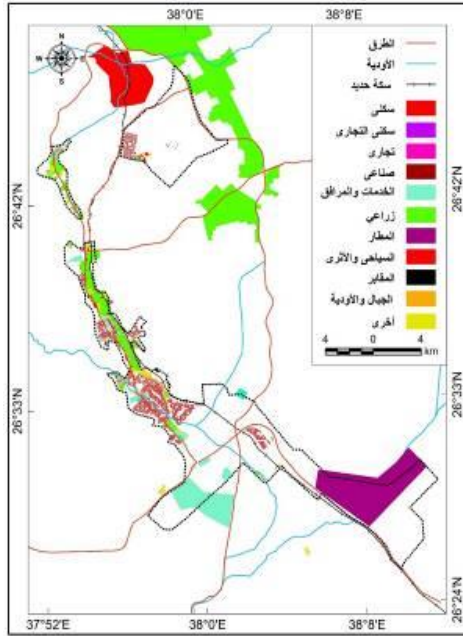 38°0'E 38°8'E
N
W E
S
الطرق
الأودية
سكة حديد
سكني
سكني التجاري
تجاري
صناعي
الخدمات والمرافق
زراعي
المطار
السياحي والأثري
المقابر
الجبال والأودية
أخرى
4 0 4
km
26°42'N 26°42'N
26°33'N 26°33'N
26°24'N
37°52'E 38°0'E 38°8'E